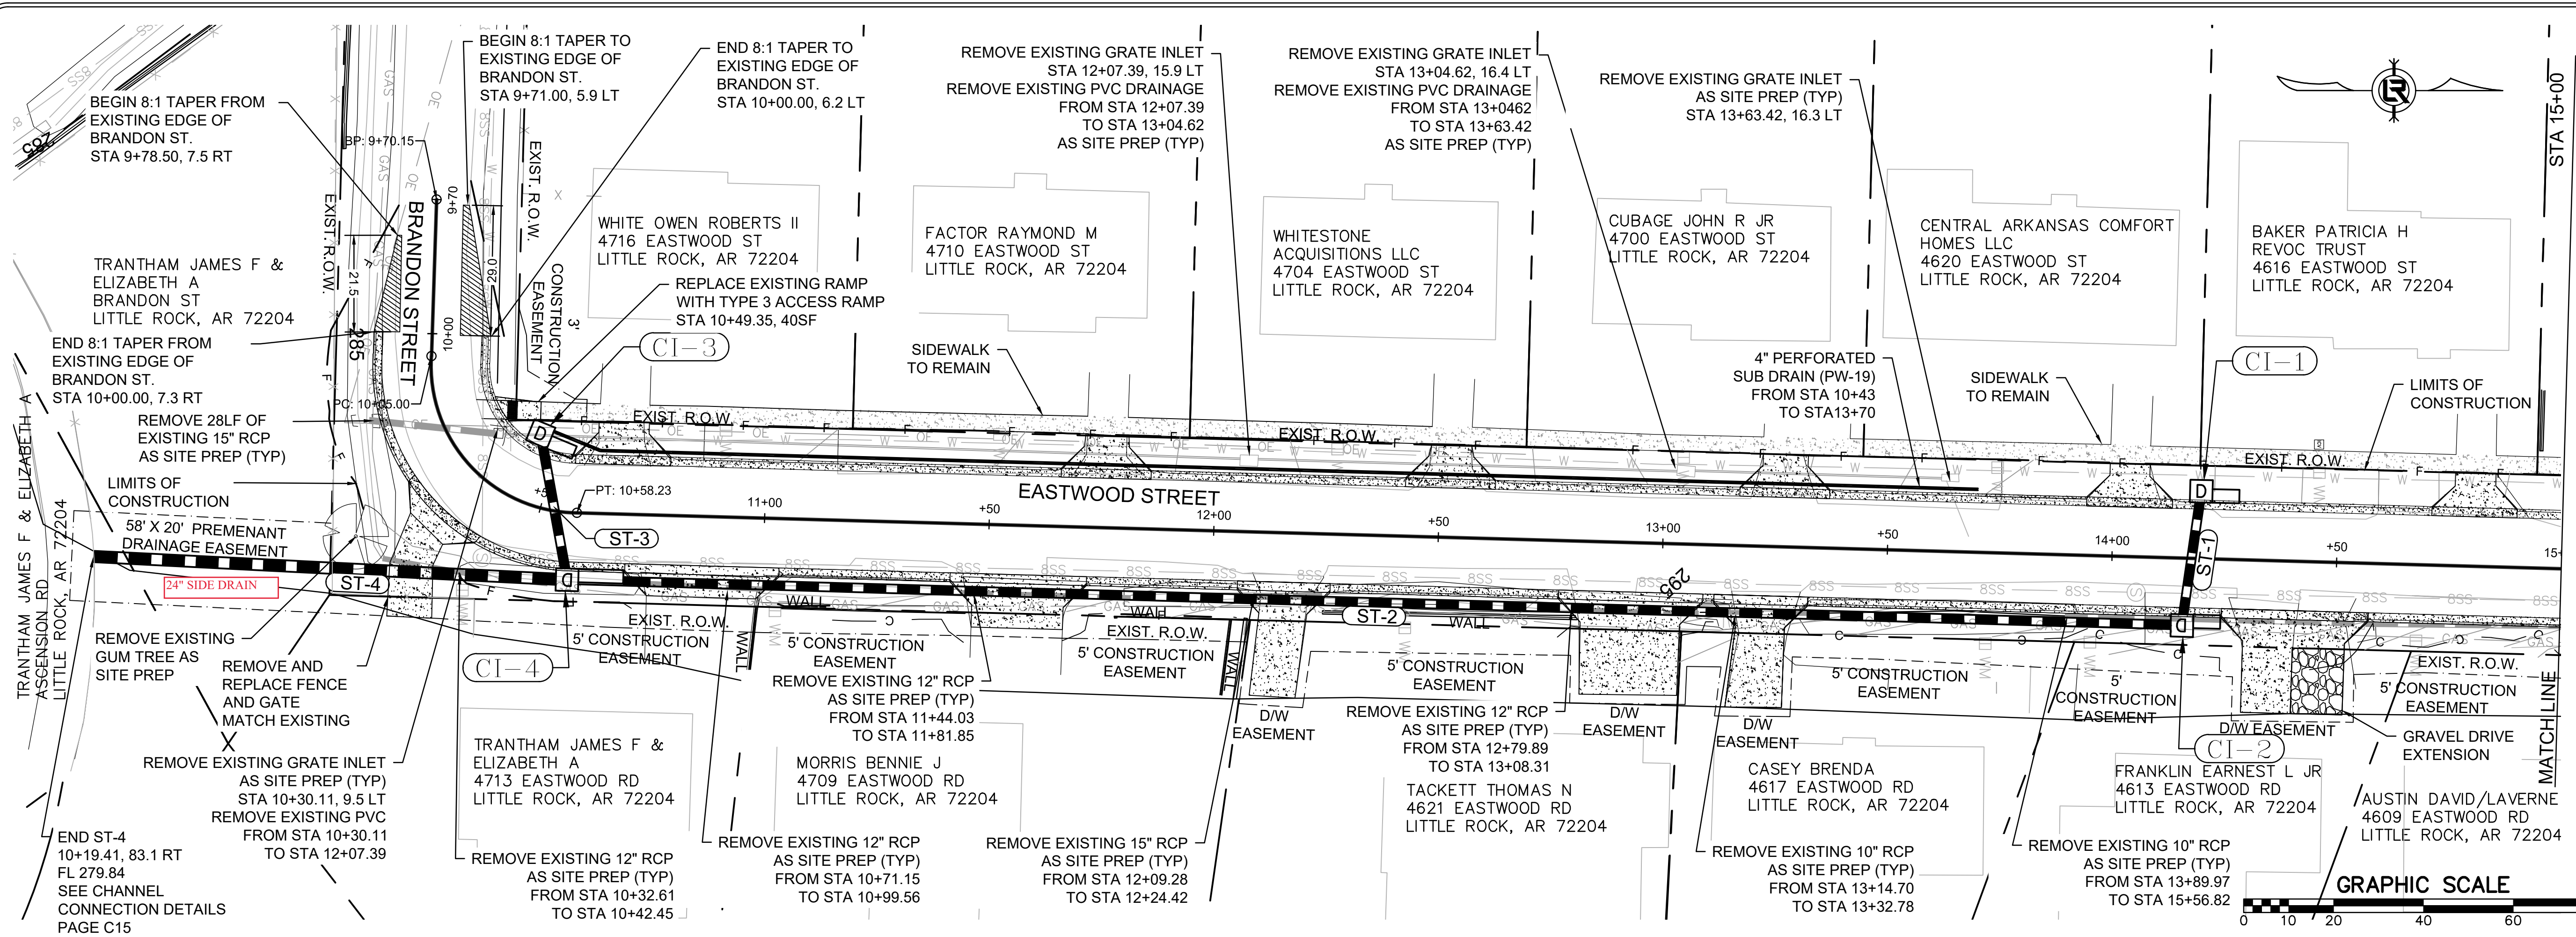 BEGIN 8:1 TAPER TO
EXISTING EDGE OF
BRANDON ST.
STA 9+71.00, 5.9 LT
END 8:1 TAPER TO
EXISTING EDGE OF
BRANDON ST.
STA 10+00.00, 6.2 LT
REMOVE EXISTING GRATE INLET
STA 12+07.39, 15.9 LT
REMOVE EXISTING PVC DRAINAGE
FROM STA 12+07.39
TO STA 13+04.62
AS SITE PREP (TYP)
REMOVE EXISTING GRATE INLET
STA 13+04.62, 16.4 LT
REMOVE EXISTING PVC DRAINAGE
FROM STA 13+0462
TO STA 13+63.42
AS SITE PREP (TYP)
REMOVE EXISTING GRATE INLET
AS SITE PREP (TYP)
STA 13+63.42, 16.3 LT
LR
STA 15+00
BEGIN 8:1 TAPER FROM
EXISTING EDGE OF
BRANDON ST.
STA 9+78.50, 7.5 RT
8SS
GAS
OE
285
BP: 9+70.15
9+70
EXIST. R.O.W.
EXIST. R.O.W.
BRANDON STREET
21.5
29.0
10+00
285
PC: 10+05.00
3'
CONSTRUCTION
EASEMENT
TRANTHAM JAMES F &
ELIZABETH A
BRANDON ST
LITTLE ROCK, AR 72204
WHITE OWEN ROBERTS II
4716 EASTWOOD ST
LITTLE ROCK, AR 72204
FACTOR RAYMOND M
4710 EASTWOOD ST
LITTLE ROCK, AR 72204
WHITESTONE
ACQUISITIONS LLC
4704 EASTWOOD ST
LITTLE ROCK, AR 72204
CUBAGE JOHN R JR
4700 EASTWOOD ST
LITTLE ROCK, AR 72204
CENTRAL ARKANSAS COMFORT
HOMES LLC
4620 EASTWOOD ST
LITTLE ROCK, AR 72204
BAKER PATRICIA H
REVOC TRUST
4616 EASTWOOD ST
LITTLE ROCK, AR 72204
REPLACE EXISTING RAMP
WITH TYPE 3 ACCESS RAMP
STA 10+49.35, 40SF
CI-3
SIDEWALK
TO REMAIN
4" PERFORATED
SUB DRAIN (PW-19)
FROM STA 10+43
TO STA13+70
SIDEWALK
TO REMAIN
CI-1
LIMITS OF
CONSTRUCTION
END 8:1 TAPER FROM
EXISTING EDGE OF
BRANDON ST.
STA 10+00.00, 7.3 RT
REMOVE 28LF OF
EXISTING 15" RCP
AS SITE PREP (TYP)
LIMITS OF
CONSTRUCTION
58' X 20' PREMENANT
DRAINAGE EASEMENT
24" SIDE DRAIN
TRANTHAM JAMES F & ELIZABETH A
ASCENSION RD
LITTLE ROCK, AR 72204
EXIST. R.O.W.
EXIST. R.O.W.
EXIST. R.O.W.
D
D
PT: 10+58.23
EASTWOOD STREET
+50
11+00
+50
12+00
+50
13+00
+50
14+00
+50
15+
ST-3
ST-1
ST-4
D
295
ST-2
D
WALL
WALL
WALL
WALL
WALL
EXIST. R.O.W.
5' CONSTRUCTION
EASEMENT
5' CONSTRUCTION
EASEMENT
EXIST. R.O.W.
5' CONSTRUCTION
EASEMENT
5' CONSTRUCTION
EASEMENT
5' CONSTRUCTION
EASEMENT
5'
CONSTRUCTION
EASEMENT
EXIST. R.O.W.
5' CONSTRUCTION
EASEMENT
D/W
EASEMENT
D/W
EASEMENT
D/W
EASEMENT
D/W EASEMENT
CI-4
CI-2
GRAVEL DRIVE
EXTENSION
MATCH LINE
REMOVE EXISTING
GUM TREE AS
SITE PREP
REMOVE AND
REPLACE FENCE
AND GATE
MATCH EXISTING
REMOVE EXISTING GRATE INLET
AS SITE PREP (TYP)
STA 10+30.11, 9.5 LT
REMOVE EXISTING PVC
FROM STA 10+30.11
TO STA 12+07.39
END ST-4
10+19.41, 83.1 RT
FL 279.84
SEE CHANNEL
CONNECTION DETAILS
PAGE C15
TRANTHAM JAMES F &
ELIZABETH A
4713 EASTWOOD RD
LITTLE ROCK, AR 72204
REMOVE EXISTING 12" RCP
AS SITE PREP (TYP)
FROM STA 10+32.61
TO STA 10+42.45
REMOVE EXISTING 12" RCP
AS SITE PREP (TYP)
FROM STA 11+44.03
TO STA 11+81.85
MORRIS BENNIE J
4709 EASTWOOD RD
LITTLE ROCK, AR 72204
REMOVE EXISTING 12" RCP
AS SITE PREP (TYP)
FROM STA 10+71.15
TO STA 10+99.56
REMOVE EXISTING 15" RCP
AS SITE PREP (TYP)
FROM STA 12+09.28
TO STA 12+24.42
REMOVE EXISTING 12" RCP
AS SITE PREP (TYP)
FROM STA 12+79.89
TO STA 13+08.31
TACKETT THOMAS N
4621 EASTWOOD RD
LITTLE ROCK, AR 72204
CASEY BRENDA
4617 EASTWOOD RD
LITTLE ROCK, AR 72204
REMOVE EXISTING 10" RCP
AS SITE PREP (TYP)
FROM STA 13+14.70
TO STA 13+32.78
FRANKLIN EARNEST L JR
4613 EASTWOOD RD
LITTLE ROCK, AR 72204
REMOVE EXISTING 10" RCP
AS SITE PREP (TYP)
FROM STA 13+89.97
TO STA 15+56.82
AUSTIN DAVID/LAVERNE
4609 EASTWOOD RD
LITTLE ROCK, AR 72204
GRAPHIC SCALE
0 10 20 40 60